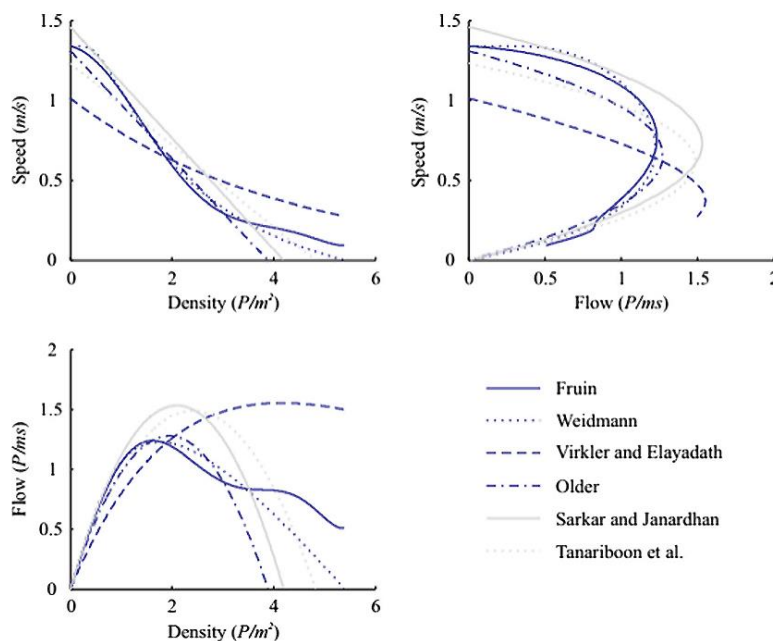 1.5
1
0.5
0
Speed (m/s)
0 2 4 6
Density (P/m²)
1.5
1
0.5
0
Speed (m/s)
0 0.5 1 1.5 2
Flow (P/ms)
2
1.5
1
0.5
0
Flow (P/ms)
0 2 4 6
Density (P/m²)
Fruin
Weidmann
Virkler and Elayadath
Older
Sarkar and Janardhan
Tanariboon et al.